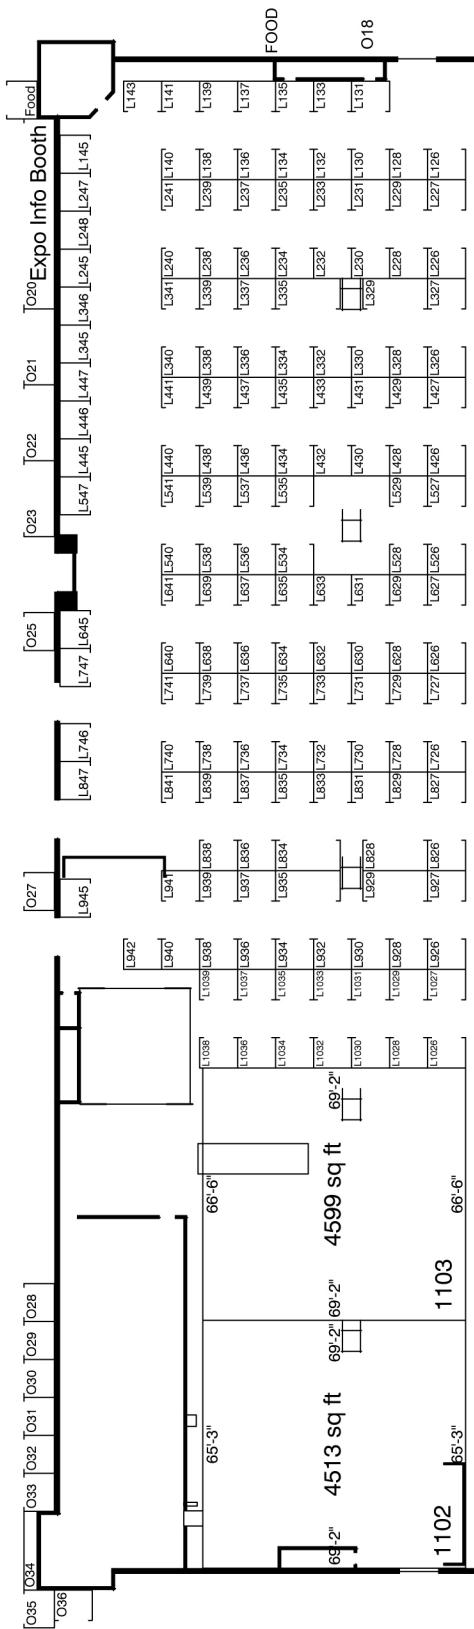 FOOD
O18
Food
Expo Info Booth
L143
L141
L139
L137
L135
L133
L131
L145
L247
L248
L245
L346
L345
L447
L446
L445
L547
O20
O21
O22
O23
L140
L138
L136
L134
L132
L130
L128
L126
L241
L239
L237
L235
L233
L231
L229
L227
L240
L238
L236
L234
L232
L230
L228
L226
L341
L339
L337
L335
L329
L327
L340
L338
L336
L334
L332
L330
L328
L326
L441
L439
L437
L435
L433
L431
L429
L427
L440
L438
L436
L434
L432
L430
L428
L426
L541
L539
L537
L535
L529
L527
L540
L538
L536
L534
L528
L526
O25
L645
L747
L641
L639
L637
L635
L633
L631
L629
L627
L640
L638
L636
L634
L632
L630
L628
L626
L741
L739
L737
L735
L733
L731
L729
L727
L746
L847
L740
L738
L736
L734
L732
L730
L728
L726
L841
L839
L837
L835
L833
L831
L829
L827
O27
L945
L838
L836
L834
L828
L826
L941
L939
L937
L935
L929
L927
L942
L940
L938
L936
L934
L932
L930
L928
L926
L1039
L1037
L1035
L1033
L1031
L1029
L1027
L1038
L1036
L1034
L1032
L1030
L1028
L1026
69'-2"
66'-6"
4599 sq ft
66'-6"
69'-2"
1103
O28
O29
O30
O31
O32
O33
O34
O35
O36
69'-2"
65'-3"
4513 sq ft
65'-3"
69'-2"
1102